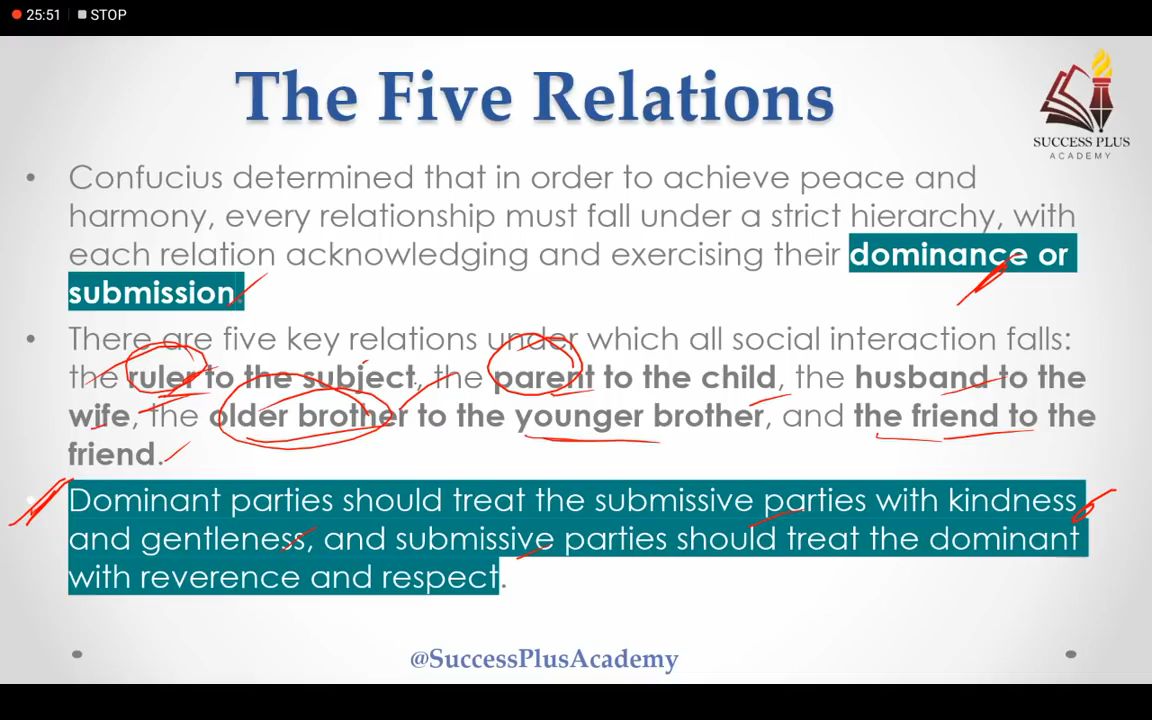 25:51 STOP
The Five Relations
SUCCESS PLUS
ACADEMY
• Confucius determined that in order to achieve peace and
harmony, every relationship must fall under a strict hierarchy, with
each relation acknowledging and exercising their dominance or
submission.
• There are five key relations under which all social interaction falls:
the ruler to the subject, the parent to the child, the husband to the
wife, the older brother to the younger brother, and the friend to the
friend.
• Dominant parties should treat the submissive parties with kindness
and gentleness, and submissive parties should treat the dominant
with reverence and respect.
@SuccessPlusAcademy